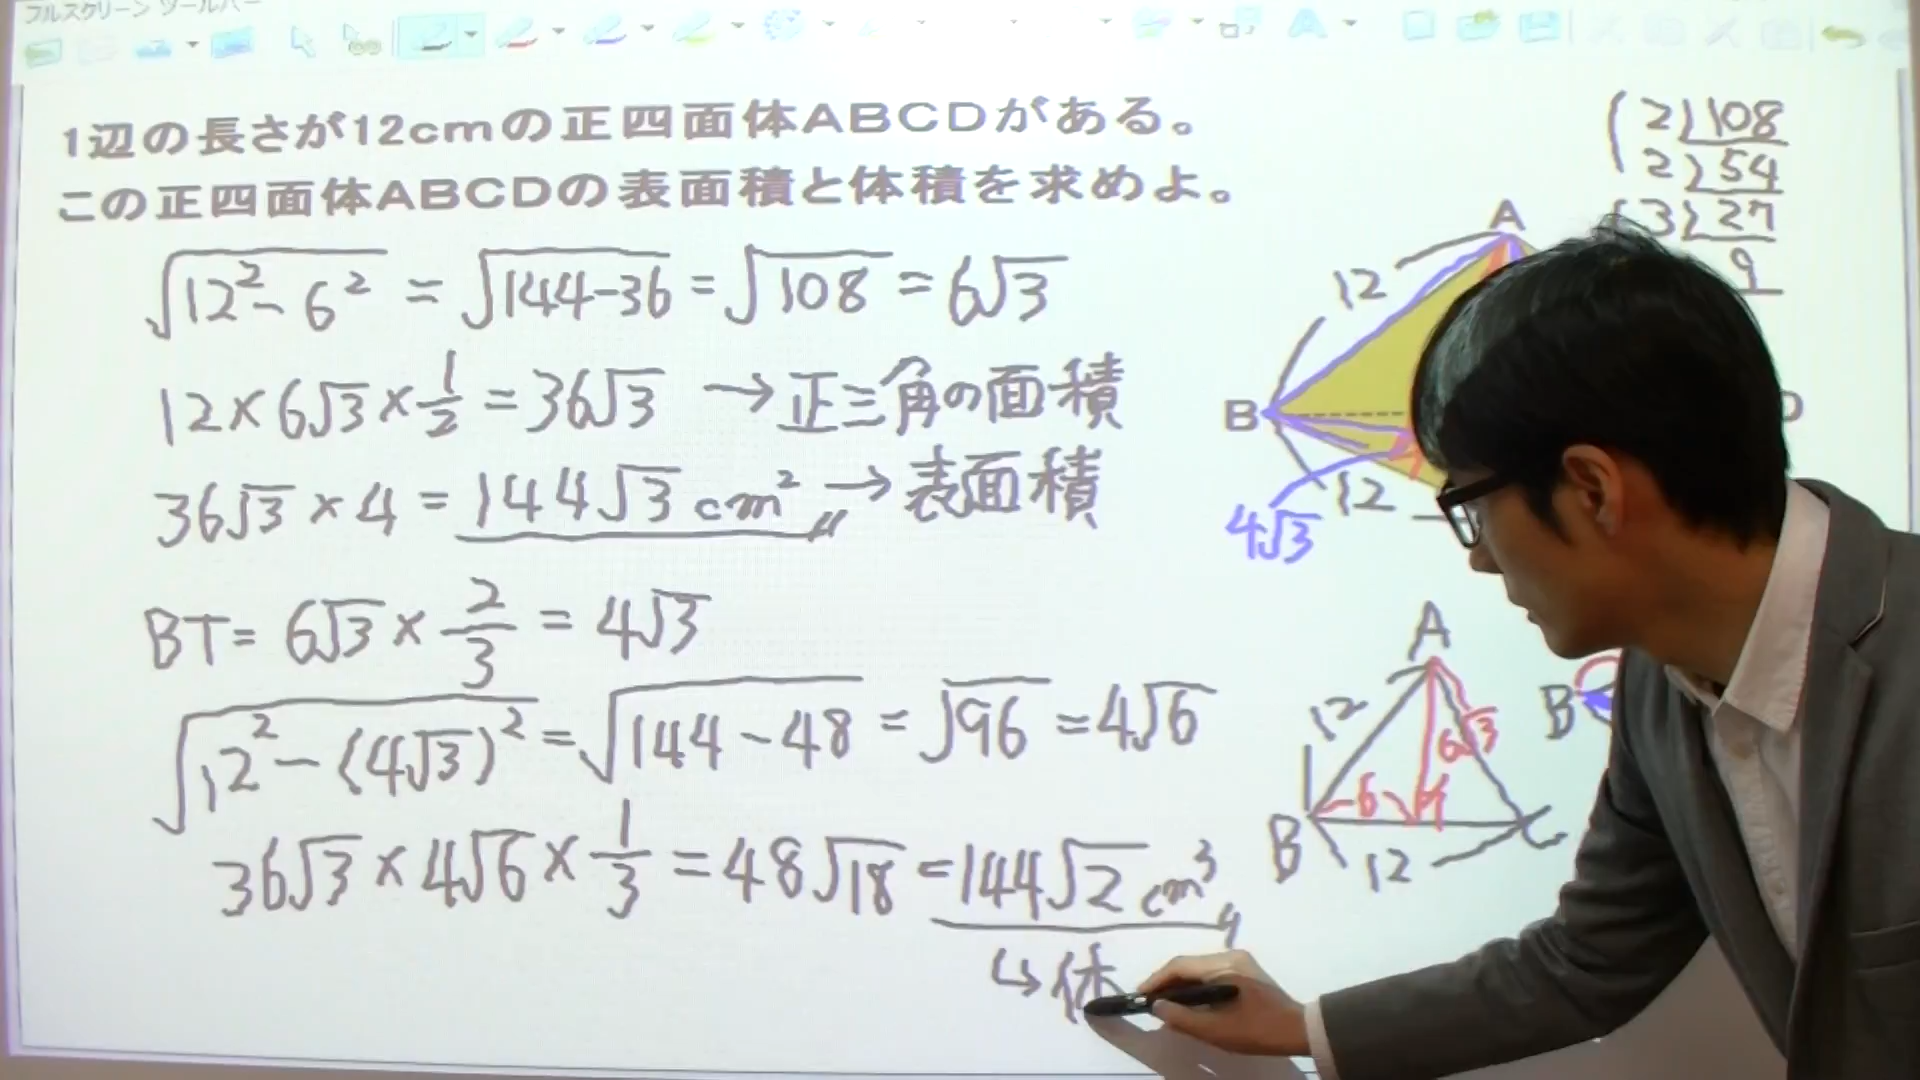 フルスクリーン ツールバー
1辺の長さが12cmの正四面体ABCDがある。
この正四面体ABCDの表面積と体積を求めよ。
√(12²-6²) = √(144-36) = √108 = 6√3
12×6√3×1/2 = 36√3 →正三角の面積
36√3×4 = 144√3 cm² →表面積
BT= 6√3×2/3 = 4√3
√(12²-(4√3)²) = √(144-48) = √96 = 4√6
36√3×4√6×1/3 = 48√18 = 144√2 cm³
↪体
2)108
2)54
3)27
9
A
12
B
D
12
4√3
A
12
6√3
6
B
C
12
B